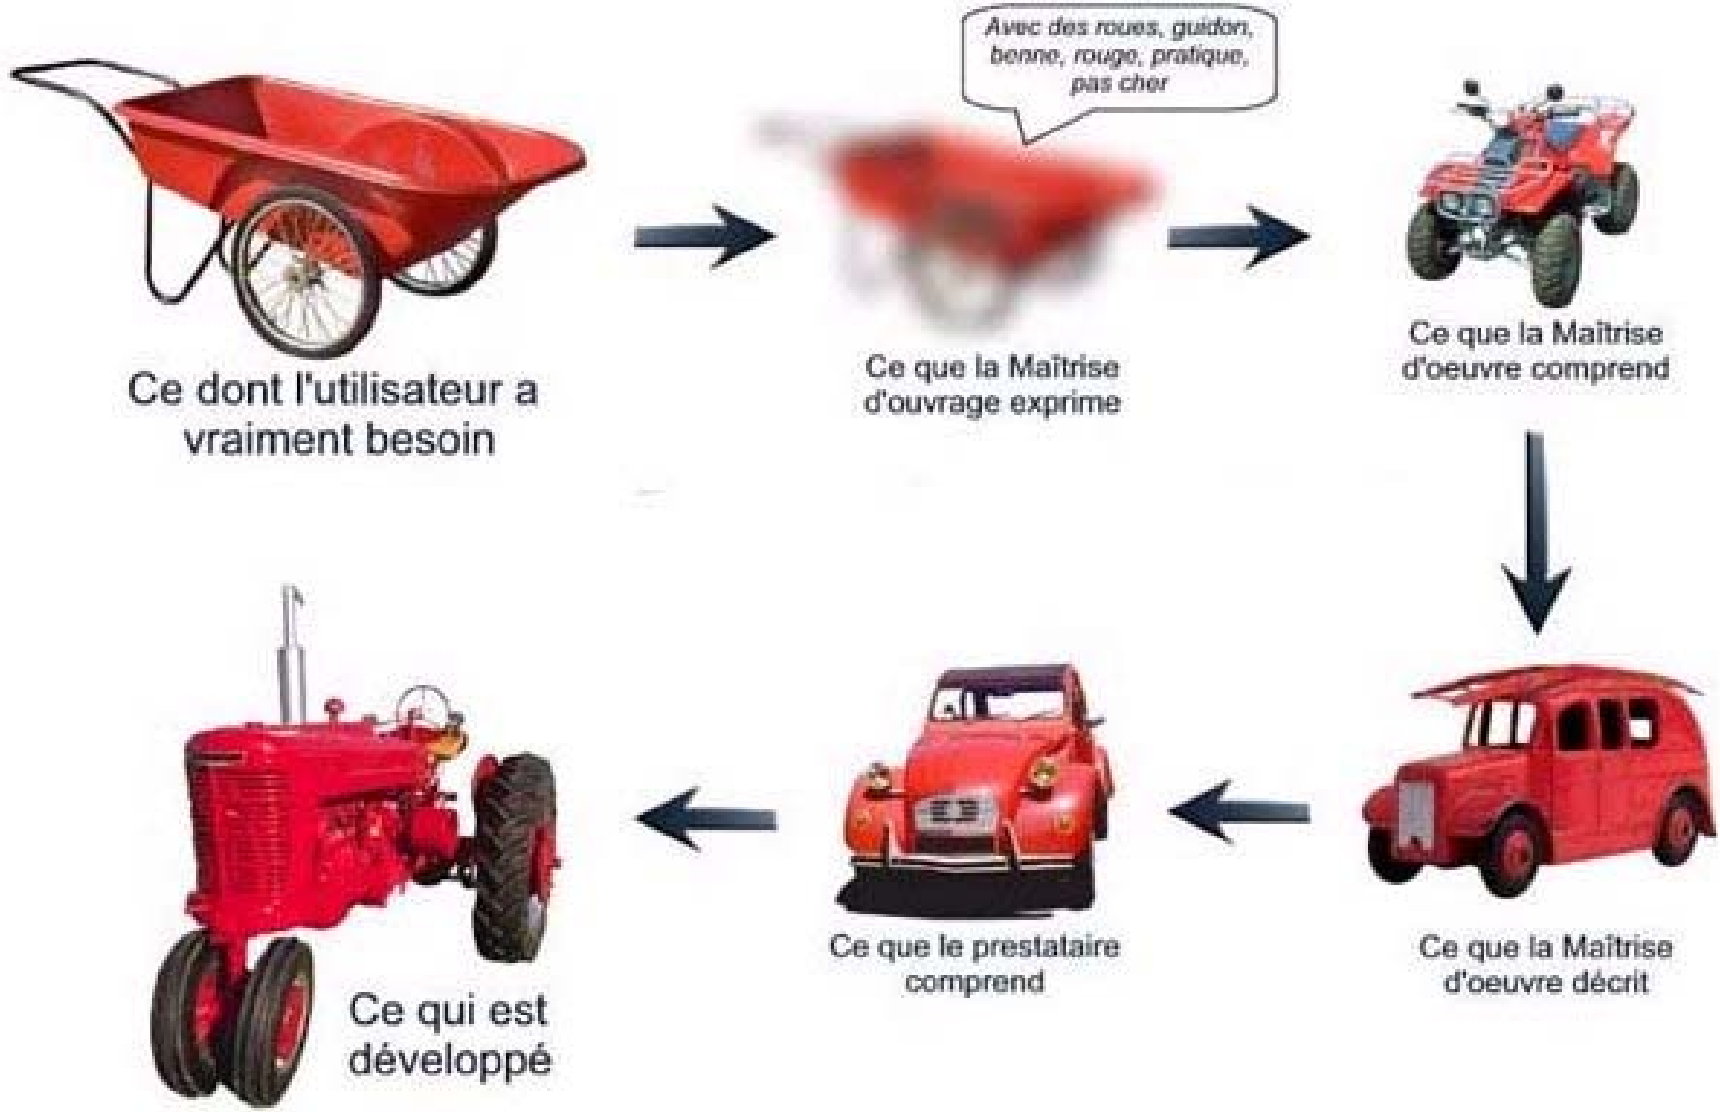 Avec des roues, guidon,
benne, rouge, pratique,
pas cher
Ce dont l'utilisateur a
vraiment besoin
Ce que la Maîtrise
d'ouvrage exprime
Ce que la Maîtrise
d'oeuvre comprend
Ce que la Maîtrise
d'oeuvre décrit
Ce que le prestataire
comprend
Ce qui est
développé